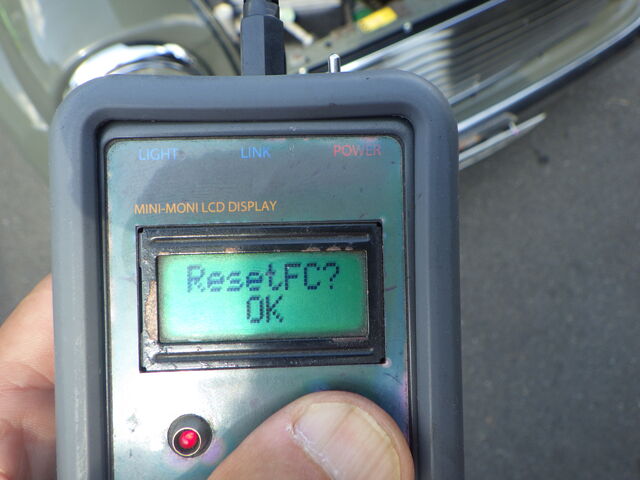 LIGHT LINK POWER
MINI-MONI LCD DISPLAY
ResetFC?
OK